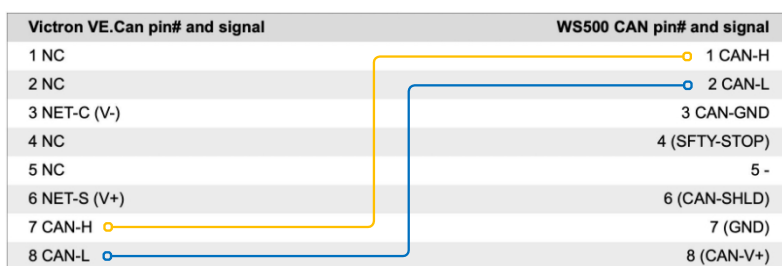 Victron VE.Can pin# and signal WS500 CAN pin# and signal
1 NC 1 CAN-H
2 NC 2 CAN-L
3 NET-C (V-) 3 CAN-GND
4 NC 4 (SFTY-STOP)
5 NC 5 -
6 NET-S (V+) 6 (CAN-SHLD)
7 CAN-H 7 (GND)
8 CAN-L 8 (CAN-V+)